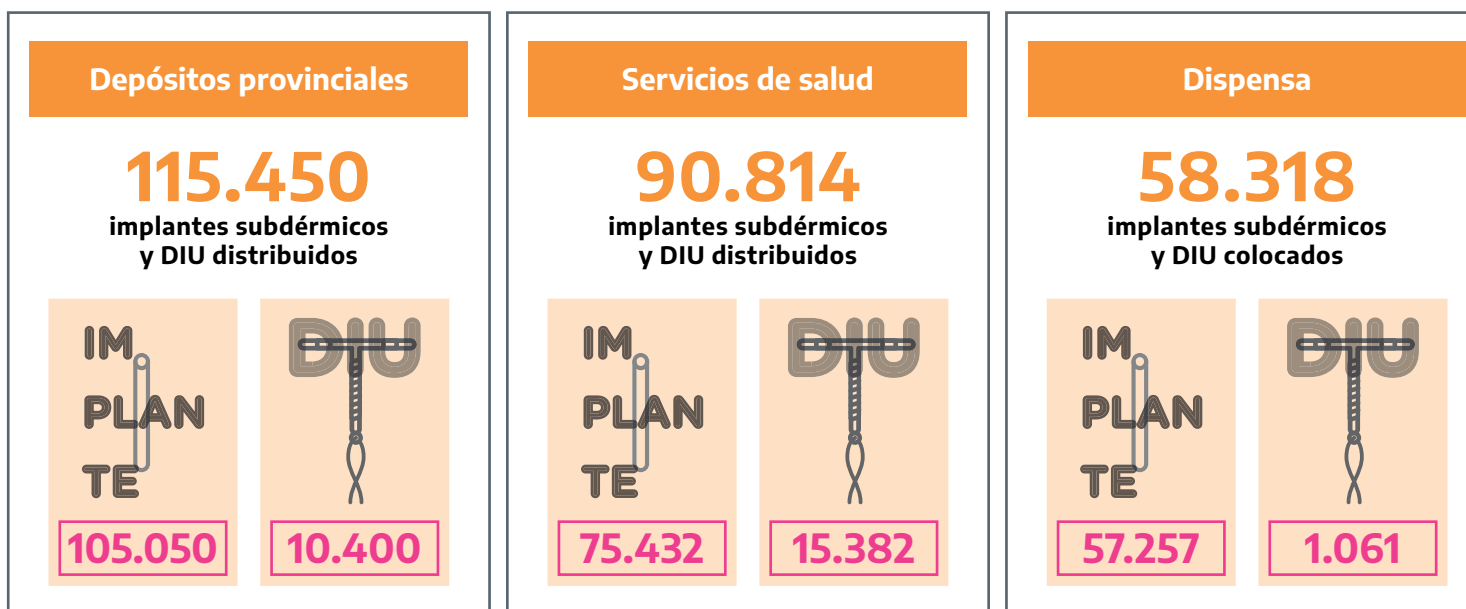 Depósitos provinciales
115.450
implantes subdérmicos
y DIU distribuidos
IM
PLAN
TE
105.050
DIU
10.400
Servicios de salud
90.814
implantes subdérmicos
y DIU distribuidos
IM
PLAN
TE
75.432
DIU
15.382
Dispensa
58.318
implantes subdérmicos
y DIU colocados
IM
PLAN
TE
57.257
DIU
1.061